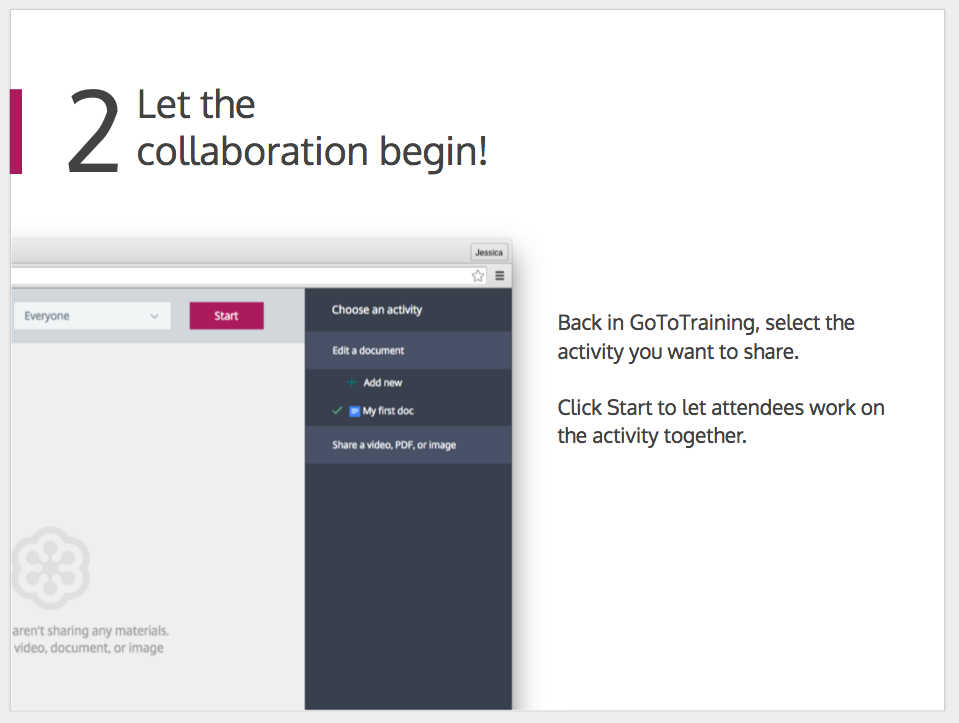 2
Let the
collaboration begin!
Jessica
Everyone
Start
Choose an activity
Edit a document
Add new
My first doc
Share a video, PDF, or image
aren't sharing any materials.
video, document, or image
Back in GoToTraining, select the
activity you want to share.
Click Start to let attendees work on
the activity together.